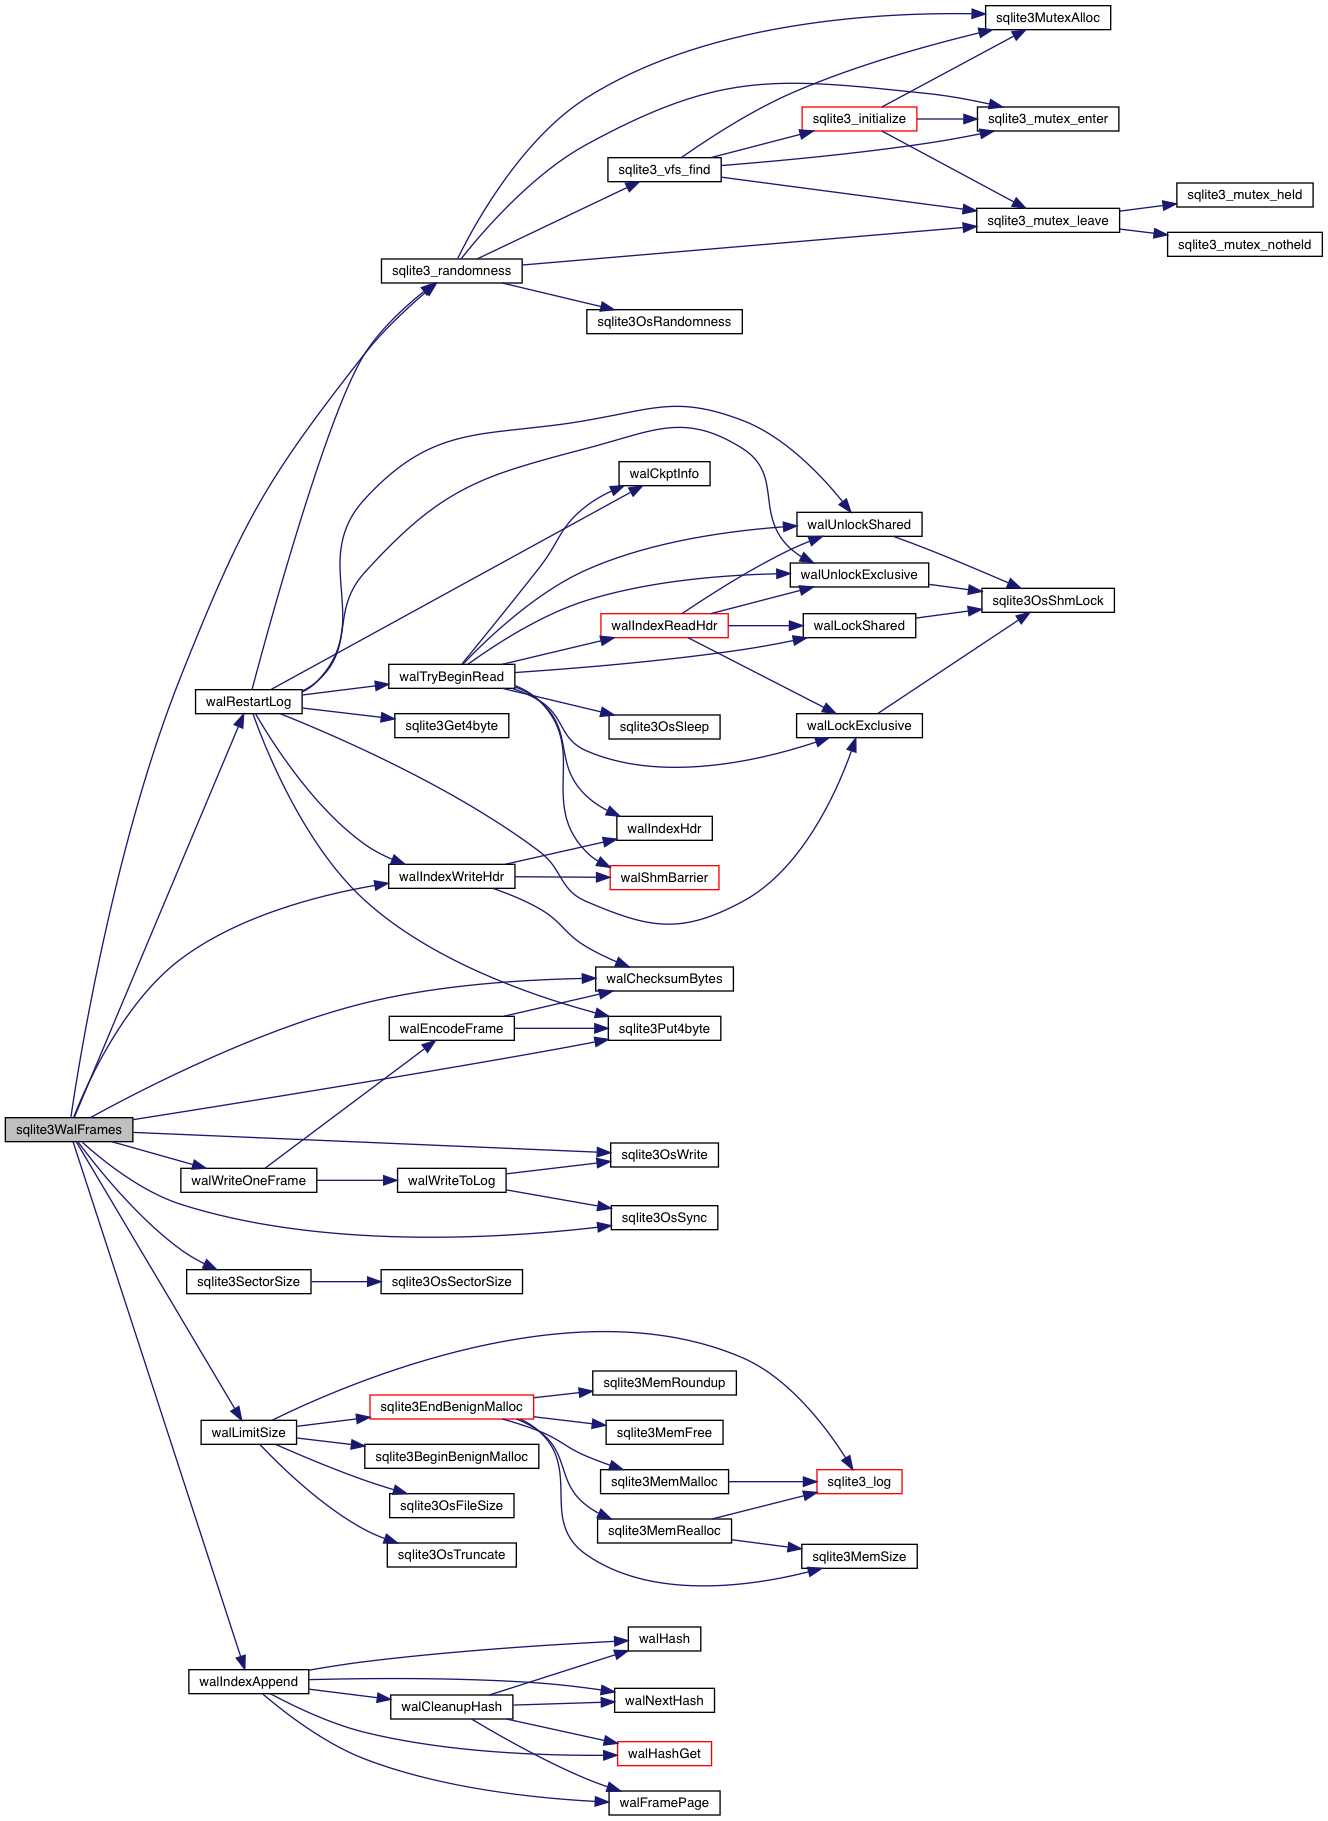 sqlite3MutexAlloc
sqlite3_initialize
sqlite3_mutex_enter
sqlite3_vfs_find
sqlite3_mutex_held
sqlite3_mutex_leave
sqlite3_mutex_notheld
sqlite3_randomness
sqlite3OsRandomness
walCkptInfo
walUnlockShared
walUnlockExclusive
sqlite3OsShmLock
walIndexReadHdr
walLockShared
walTryBeginRead
walRestartLog
sqlite3Get4byte
sqlite3OsSleep
walLockExclusive
walIndexHdr
walIndexWriteHdr
walShmBarrier
walChecksumBytes
walEncodeFrame
sqlite3Put4byte
sqlite3WalFrames
sqlite3OsWrite
walWriteOneFrame
walWriteToLog
sqlite3OsSync
sqlite3SectorSize
sqlite3OsSectorSize
sqlite3MemRoundup
sqlite3EndBenignMalloc
walLimitSize
sqlite3MemFree
sqlite3BeginBenignMalloc
sqlite3MemMalloc
sqlite3_log
sqlite3OsFileSize
sqlite3MemRealloc
sqlite3OsTruncate
sqlite3MemSize
walHash
walIndexAppend
walNextHash
walCleanupHash
walHashGet
walFramePage